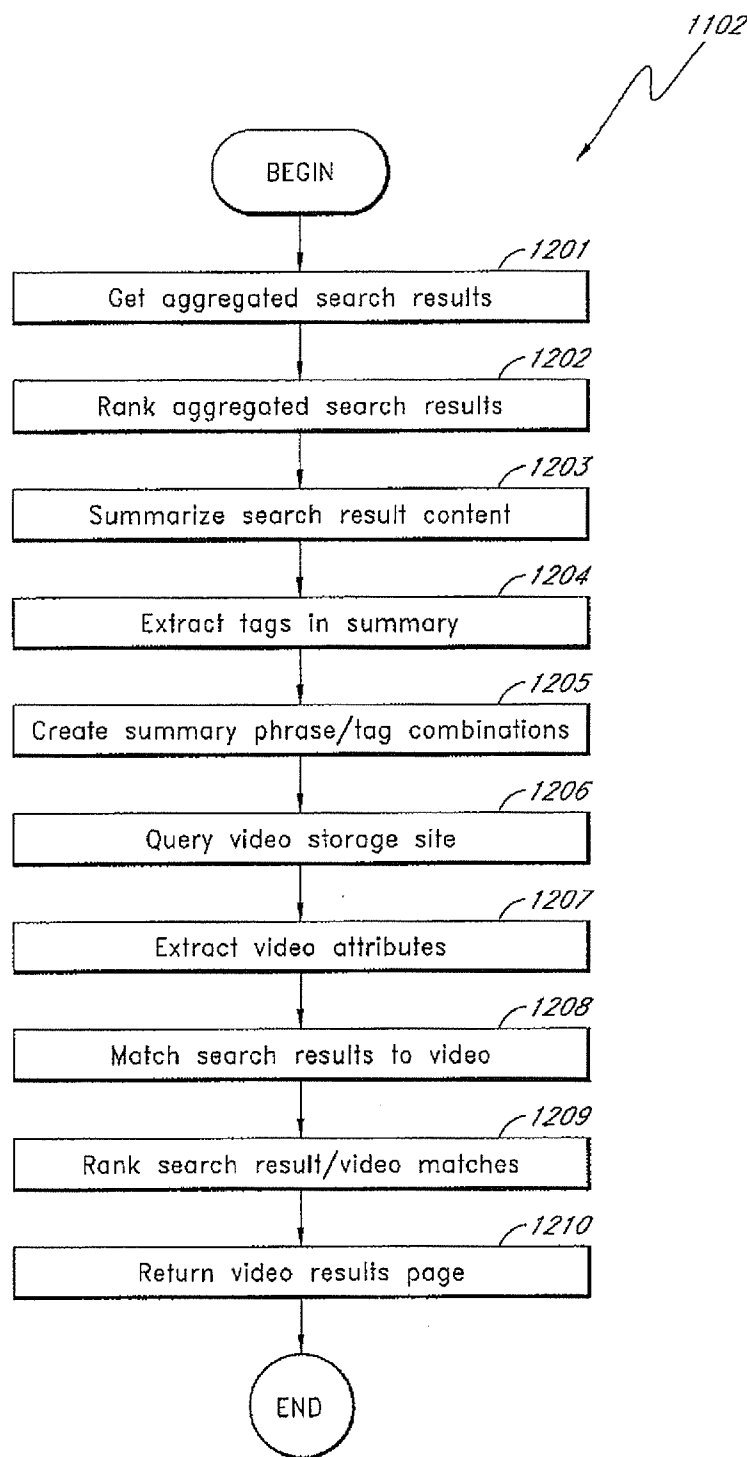 1102
BEGIN
1201
Get aggregated search results
1202
Rank aggregated search results
1203
Summarize search result content
1204
Extract tags in summary
1205
Create summary phrase/tag combinations
1206
Query video storage site
1207
Extract video attributes
1208
Match search results to video
1209
Rank search result/video matches
1210
Return video results page
END